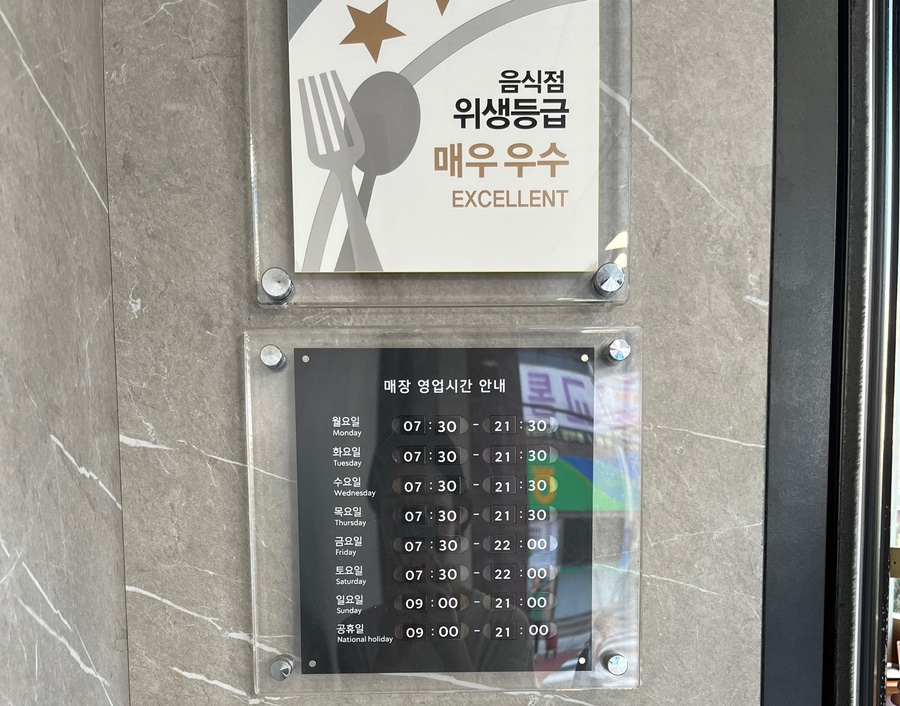 음식점
위생등급
매우 우수
EXCELLENT
매장 영업시간 안내
월요일 07 : 30 - 21 : 30
Monday
화요일 07 : 30 - 21 : 30
Tuesday
수요일 07 : 30 - 21 : 30
Wednesday
목요일 07 : 30 - 21 : 30
Thursday
금요일 07 : 30 - 22 : 00
Friday
토요일 07 : 30 - 22 : 00
Saturday
일요일 09 : 00 - 21 : 00
Sunday
공휴일 09 : 00 - 21 : 00
National holiday